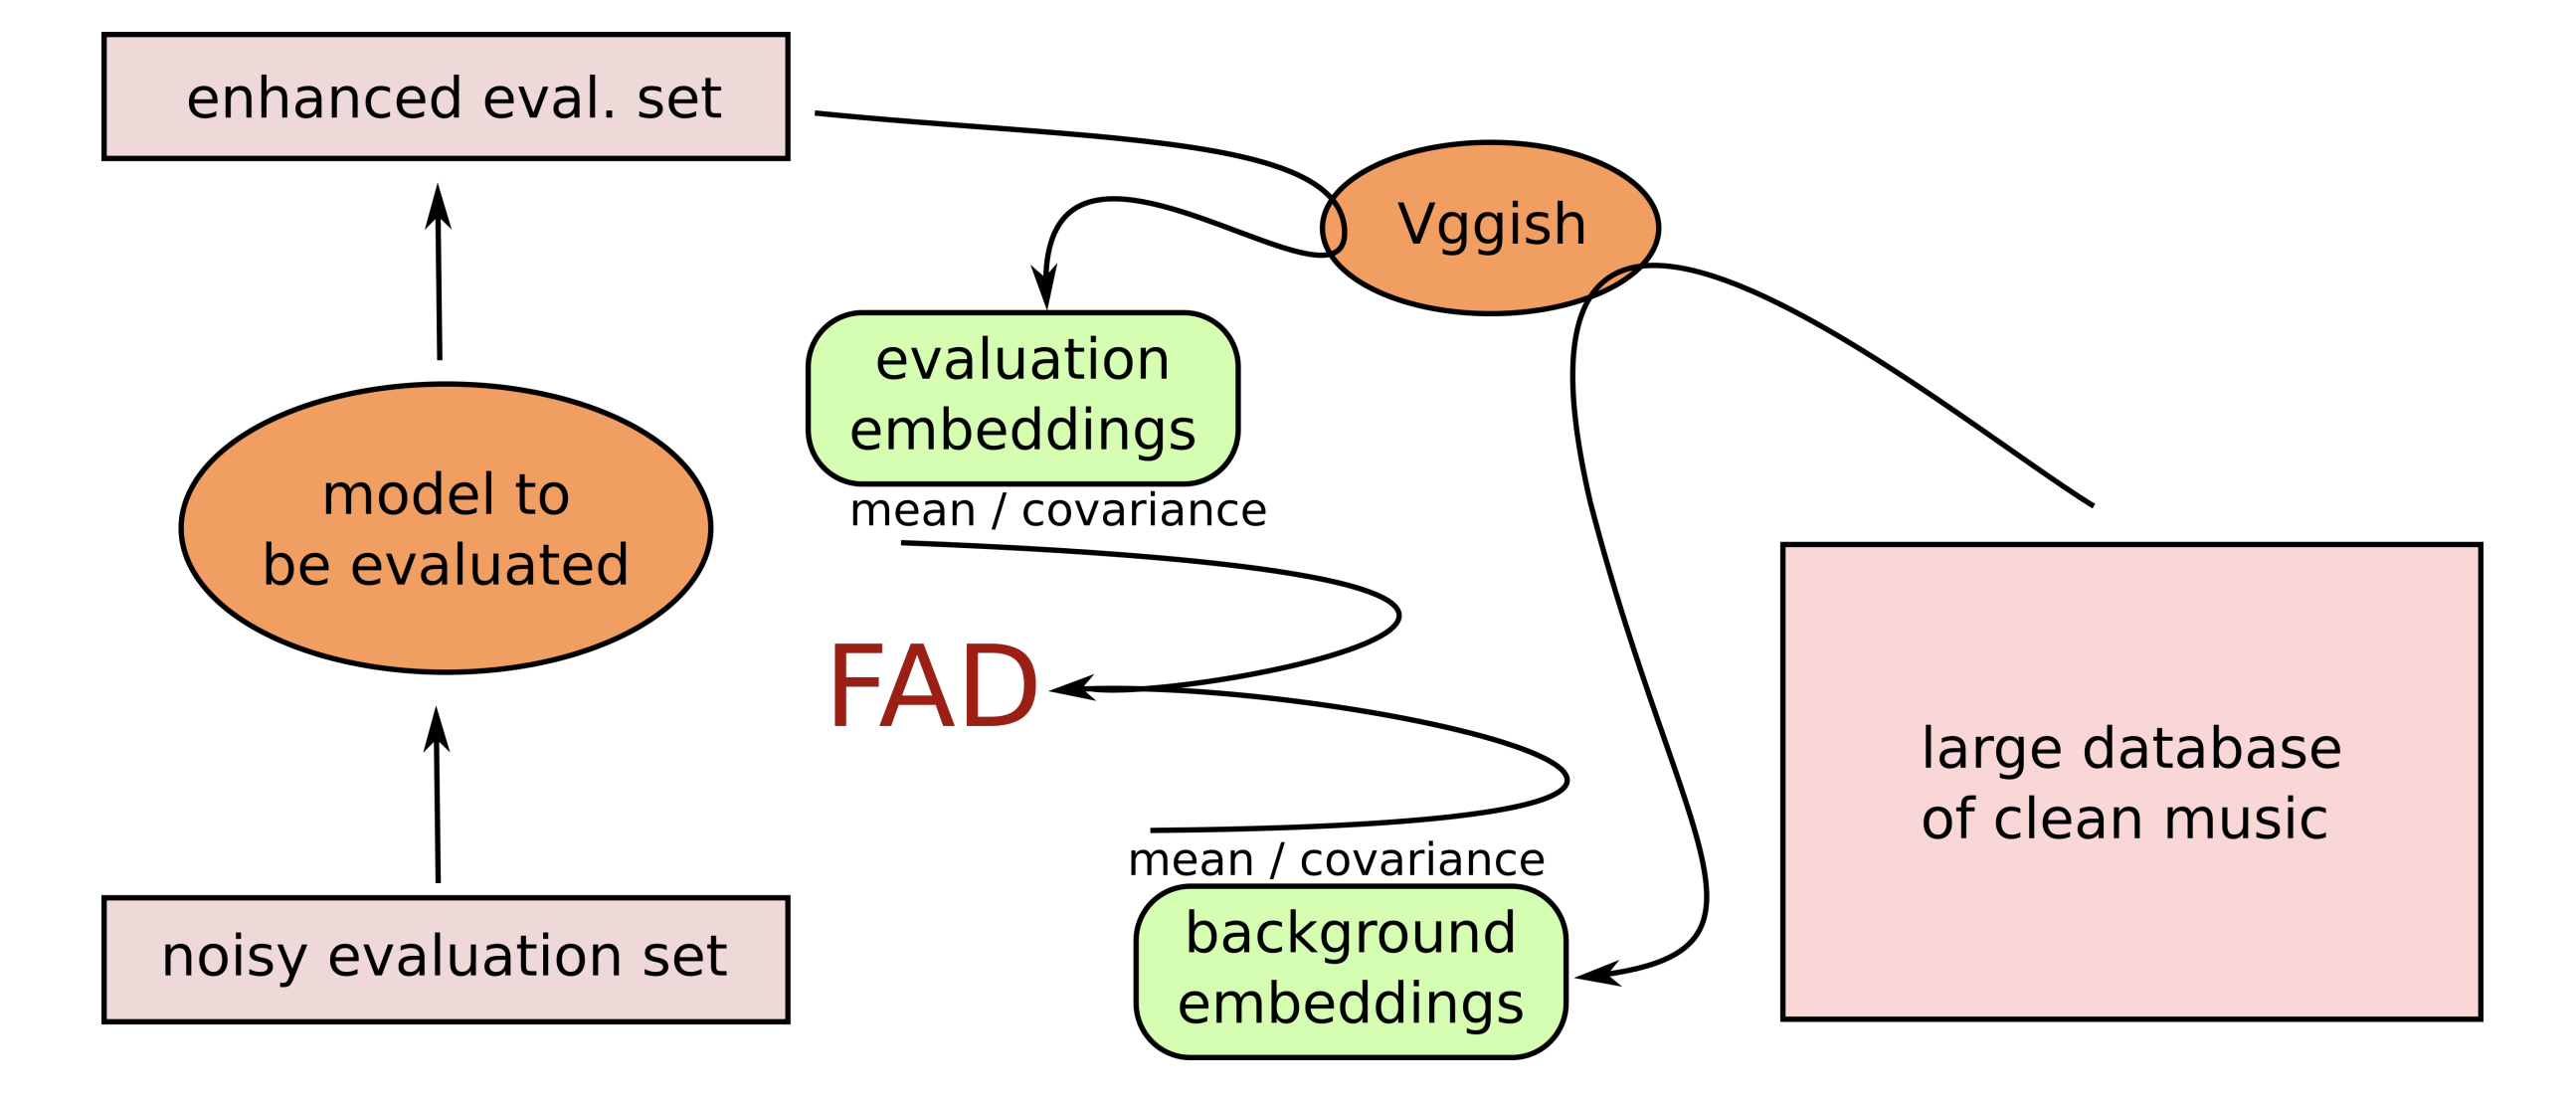 enhanced eval. set
Vggish
evaluation
embeddings
mean / covariance
model to
be evaluated
FAD
large database
of clean music
mean / covariance
background
embeddings
noisy evaluation set